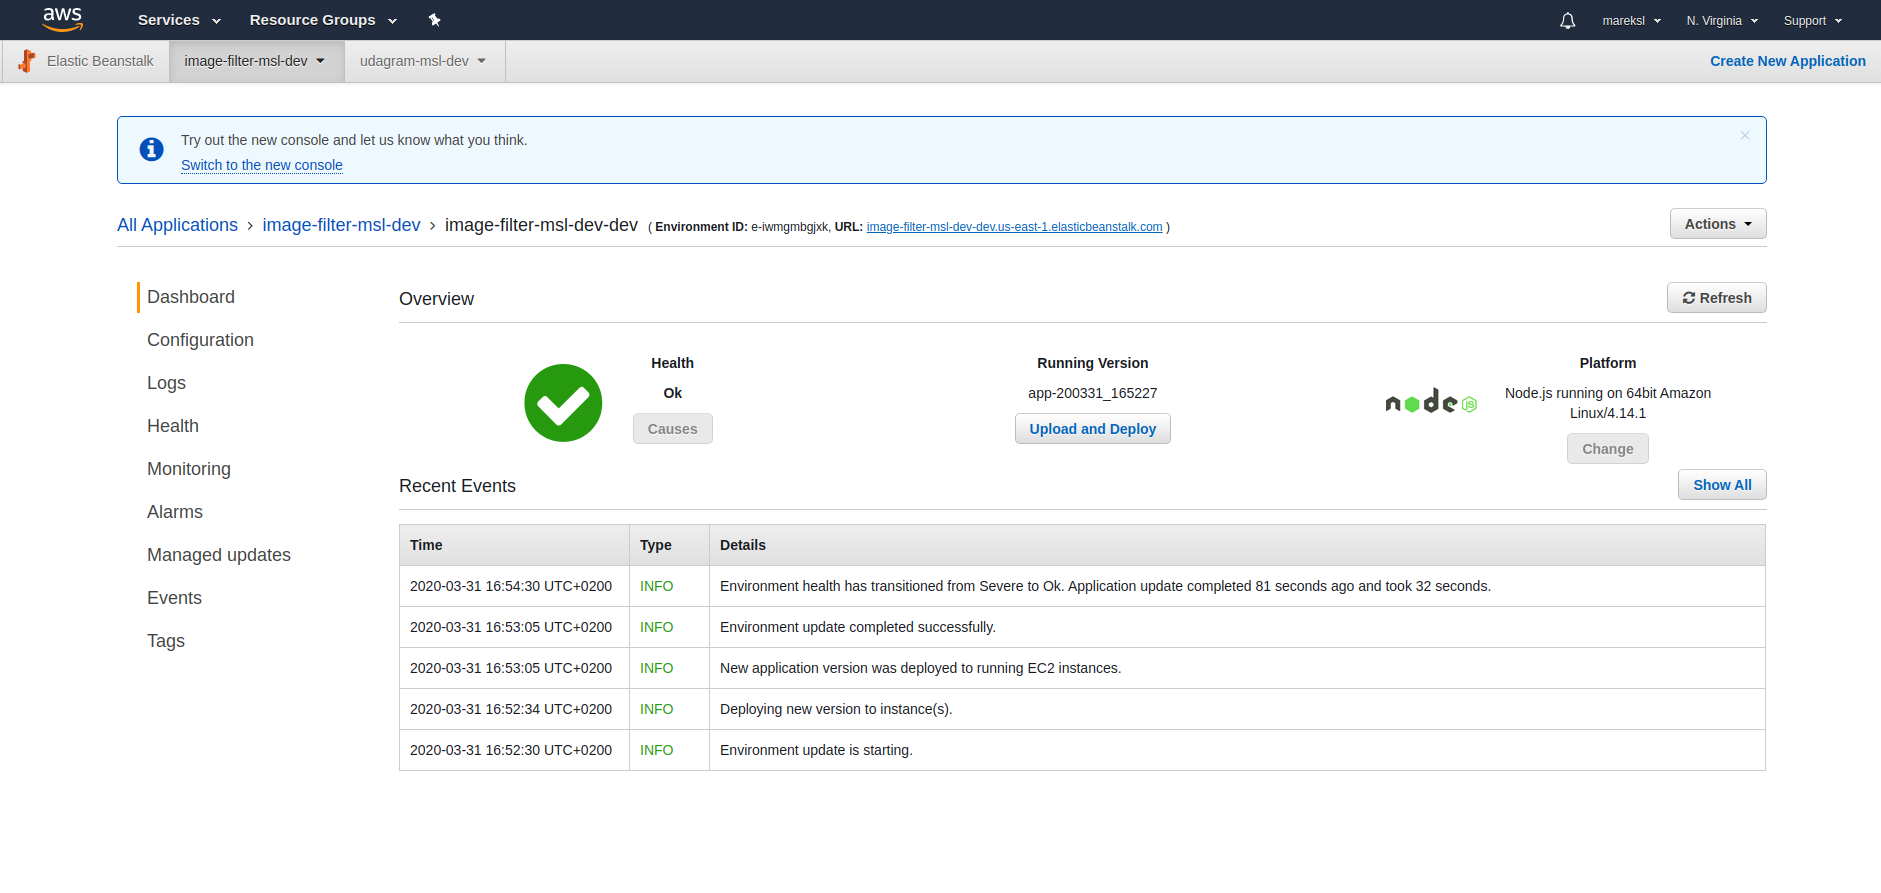 aws Services Resource Groups mareksl N. Virginia Support
Elastic Beanstalk image-filter-msl-dev udagram-msl-dev Create New Application
Try out the new console and let us know what you think.
Switch to the new console
All Applications › image-filter-msl-dev › image-filter-msl-dev-dev ( Environment ID: e-iwmgmbgjxk, URL: image-filter-msl-dev-dev.us-east-1.elasticbeanstalk.com ) Actions
Dashboard
Configuration
Logs
Health
Monitoring
Alarms
Managed updates
Events
Tags
Overview Refresh
Health
Ok
Causes
Running Version
app-200331_165227
Upload and Deploy
node JS
Platform
Node.js running on 64bit Amazon
Linux/4.14.1
Change
Recent Events Show All
Time Type Details
2020-03-31 16:54:30 UTC+0200 INFO Environment health has transitioned from Severe to Ok. Application update completed 81 seconds ago and took 32 seconds.
2020-03-31 16:53:05 UTC+0200 INFO Environment update completed successfully.
2020-03-31 16:53:05 UTC+0200 INFO New application version was deployed to running EC2 instances.
2020-03-31 16:52:34 UTC+0200 INFO Deploying new version to instance(s).
2020-03-31 16:52:30 UTC+0200 INFO Environment update is starting.